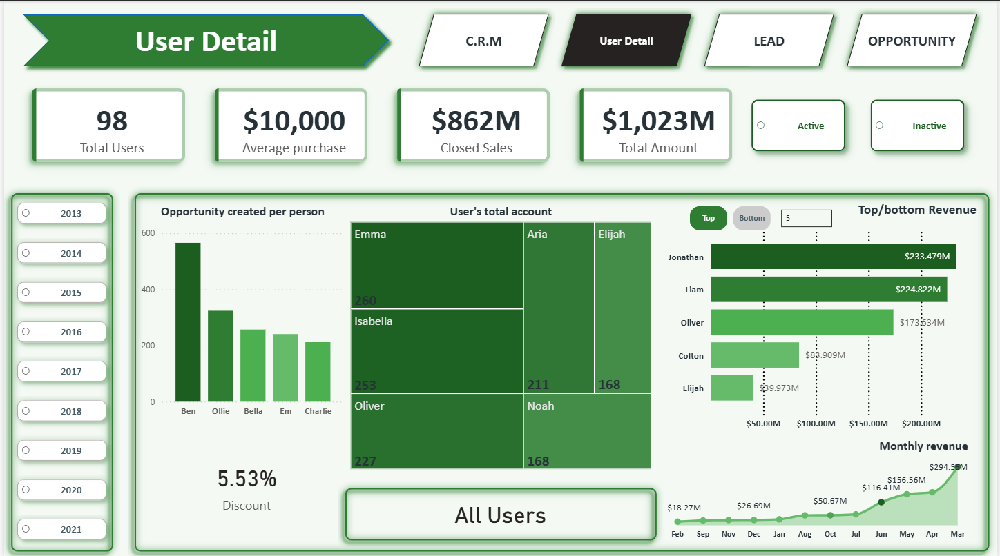 User Detail
C.R.M
User Detail
LEAD
OPPORTUNITY
98
Total Users
$10,000
Average purchase
$862M
Closed Sales
$1,023M
Total Amount
Active
Inactive
2013
2014
2015
2016
2017
2018
2019
2020
2021
Opportunity created per person
600
400
200
0
Ben
Ollie
Bella
Em
Charlie
5.53%
Discount
User's total account
Emma
260
Isabella
253
Oliver
227
Aria
211
Elijah
168
Noah
168
All Users
Top
Bottom
5
Top/bottom Revenue
Jonathan
$233.479M
Liam
$224.822M
Oliver
$173.634M
Colton
$83.909M
Elijah
$39.973M
$50.00M
$100.00M
$150.00M
$200.00M
Monthly revenue
$18.27M
$26.69M
$50.67M
$116.41M
$156.56M
Feb
Sep
Nov
Dec
Jan
Aug
Oct
Jul
Jun
May
Apr
Mar